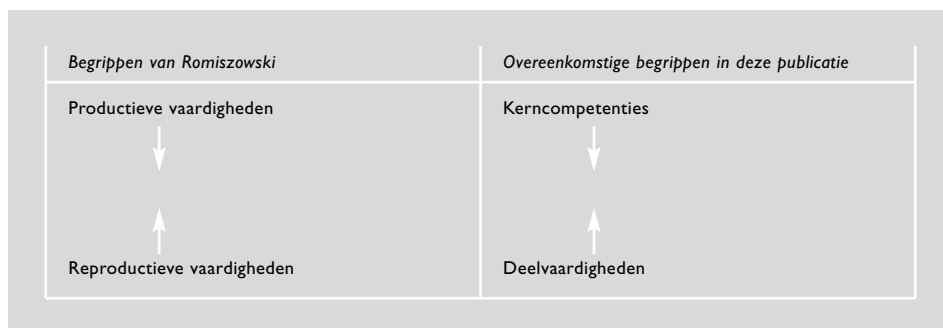 Begrippen van Romiszowski
Overeenkomstige begrippen in deze publicatie
Productieve vaardigheden
Kerncompetenties
Reproductieve vaardigheden
Deelvaardigheden